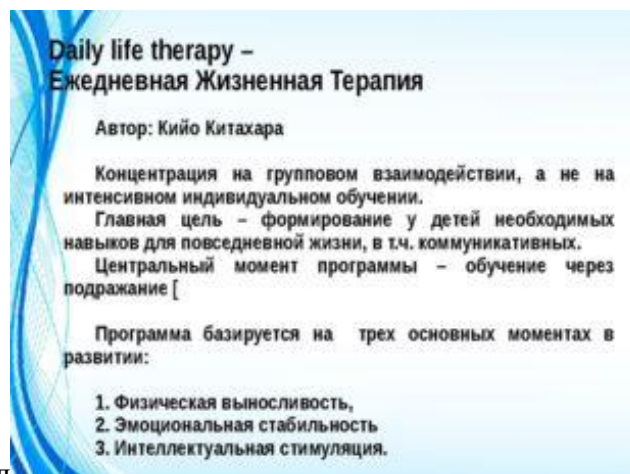 Daily life therapy –
Ежедневная Жизненная Терапия
Автор: Кийо Китахара
Концентрация на групповом взаимодействии, а не на
интенсивном индивидуальном обучении.
Главная цель – формирование у детей необходимых
навыков для повседневной жизни, в т.ч. коммуникативных.
Центральный момент программы – обучение через
подражание [
Программа базируется на трех основных моментах в
развитии:
1. Физическая выносливость,
2. Эмоциональная стабильность
3. Интеллектуальная стимуляция.